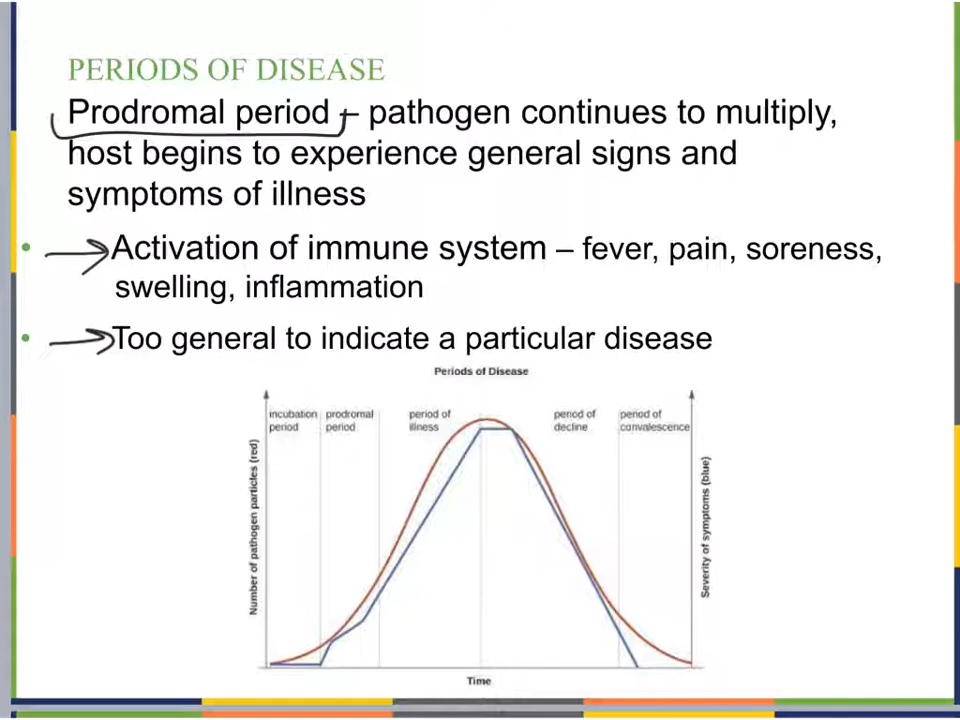 PERIODS OF DISEASE
Prodromal period – pathogen continues to multiply,
host begins to experience general signs and
symptoms of illness
• Activation of immune system – fever, pain, soreness,
swelling, inflammation
• Too general to indicate a particular disease
Periods of Disease
incubation
period
prodromal
period
period of
illness
period of
decline
period of
convalescence
Number of pathogen particles (red)
Severity of symptoms (blue)
Time